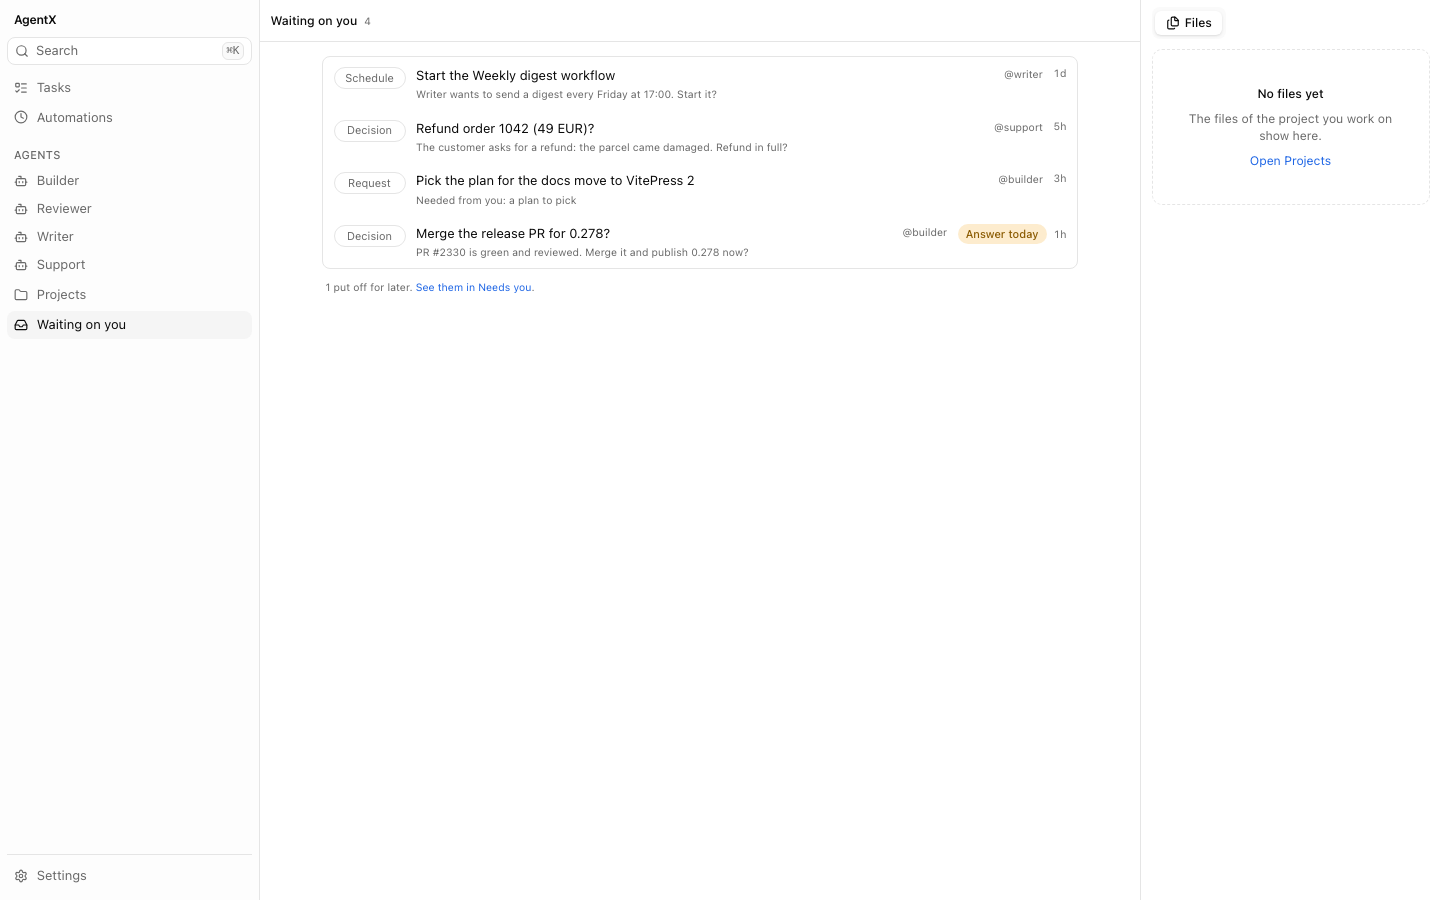 AgentX
Search ⌘K
Tasks
Automations
AGENTS
Builder
Reviewer
Writer
Support
Projects
Waiting on you
Settings
Waiting on you 4
Schedule Start the Weekly digest workflow @writer 1d
Writer wants to send a digest every Friday at 17:00. Start it?
Decision Refund order 1042 (49 EUR)? @support 5h
The customer asks for a refund: the parcel came damaged. Refund in full?
Request Pick the plan for the docs move to VitePress 2 @builder 3h
Needed from you: a plan to pick
Decision Merge the release PR for 0.278? @builder Answer today 1h
PR #2330 is green and reviewed. Merge it and publish 0.278 now?
1 put off for later. See them in Needs you.
Files
No files yet
The files of the project you work on
show here.
Open Projects